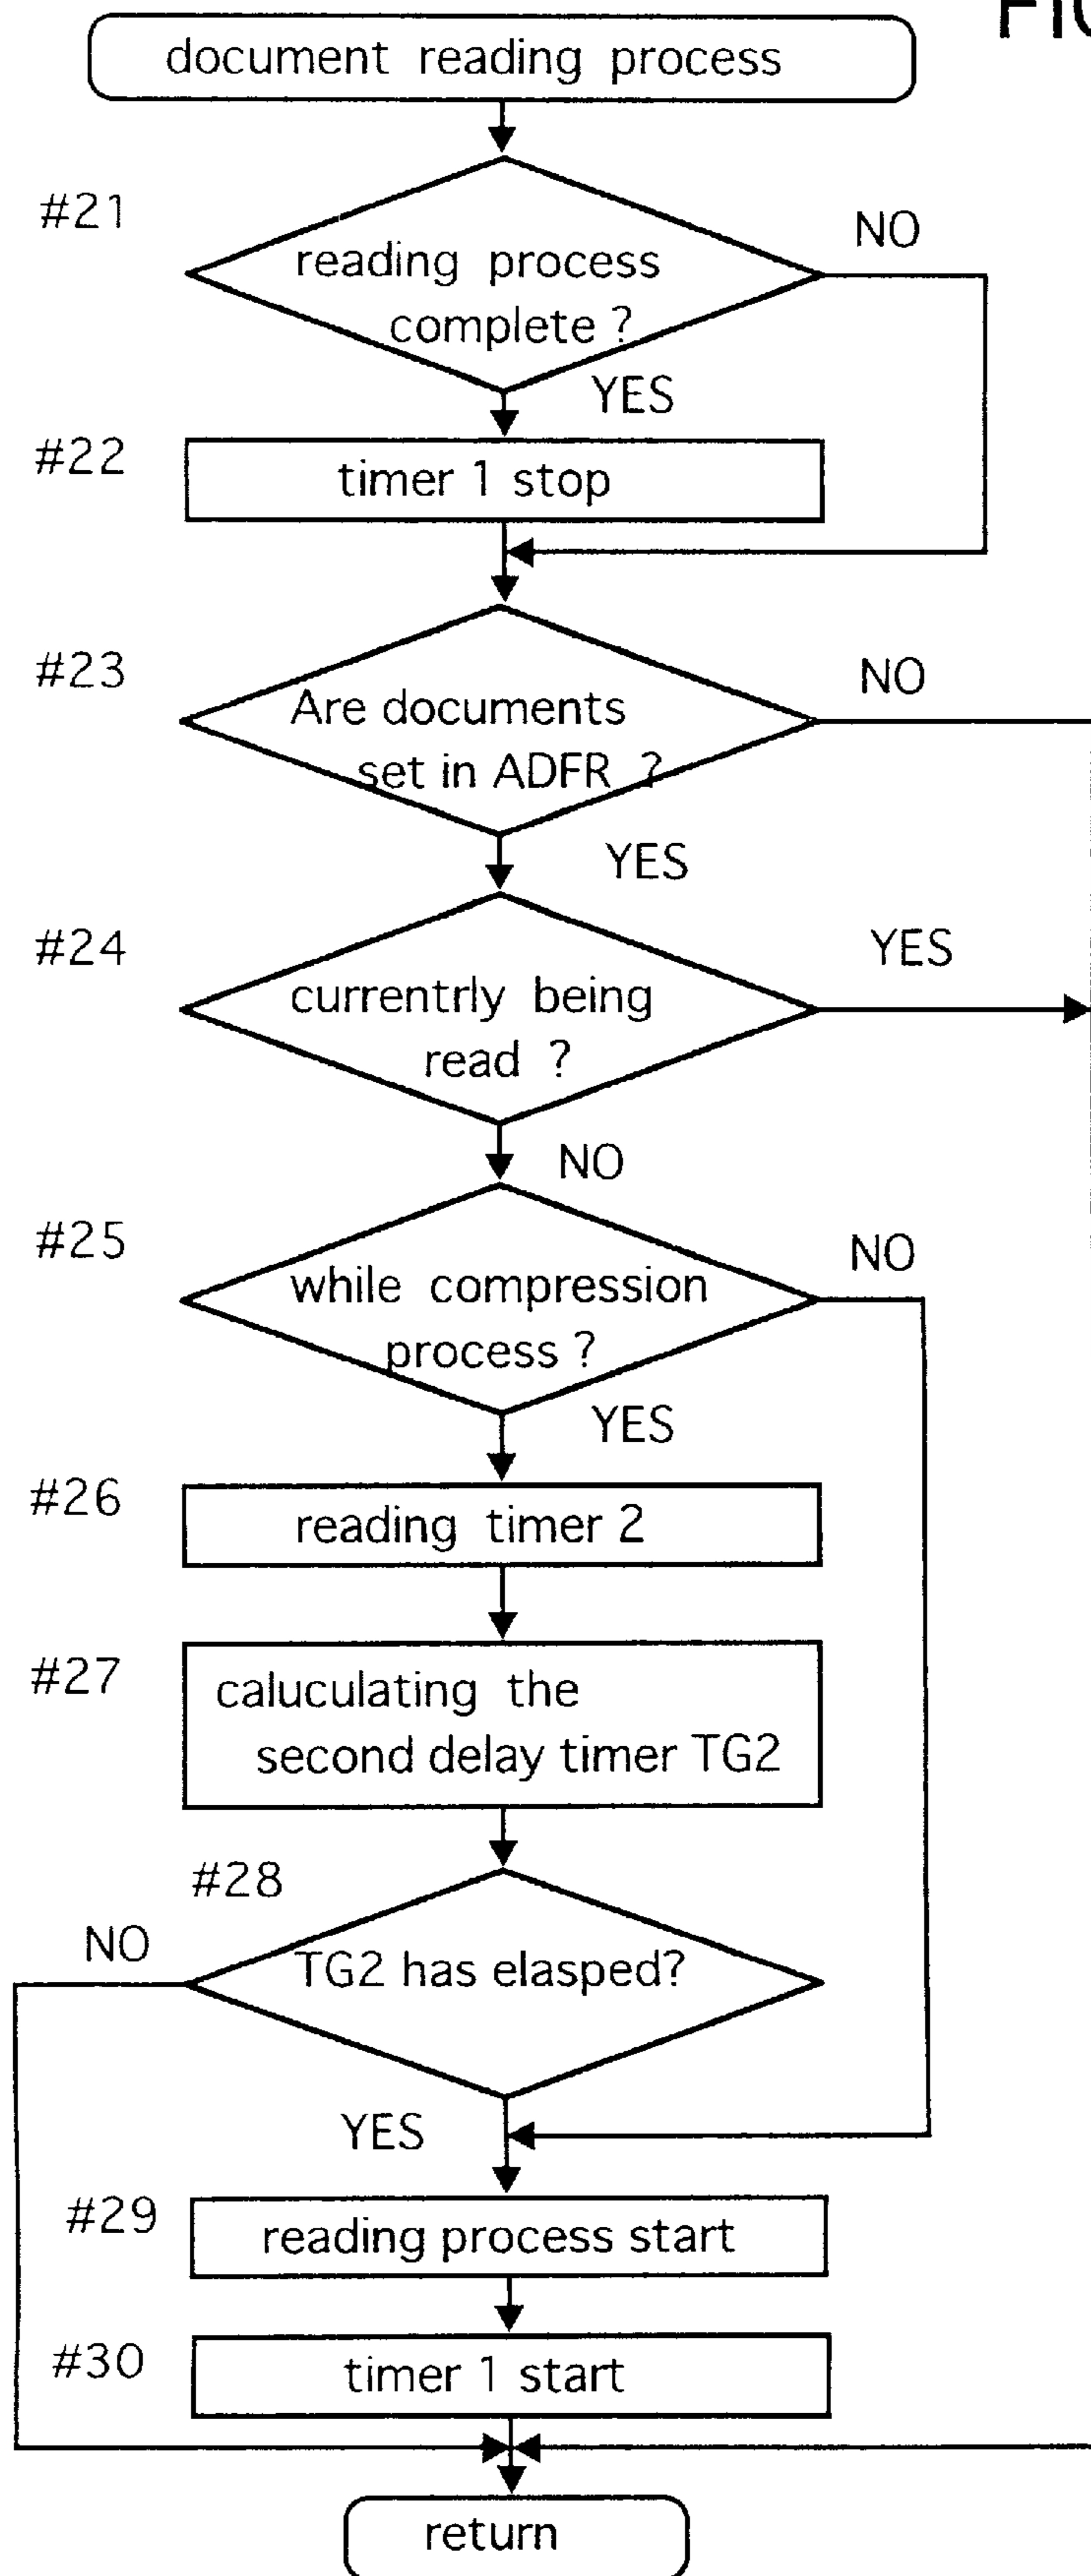 document reading process
#21
reading process
complete ?
NO
YES
#22
timer 1 stop
#23
Are documents
set in ADFR ?
NO
YES
#24
currentrly being
read ?
YES
NO
#25
while compression
process ?
NO
YES
#26
reading timer 2
#27
caluculating the
second delay timer TG2
#28
TG2 has elasped?
NO
YES
#29
reading process start
#30
timer 1 start
return